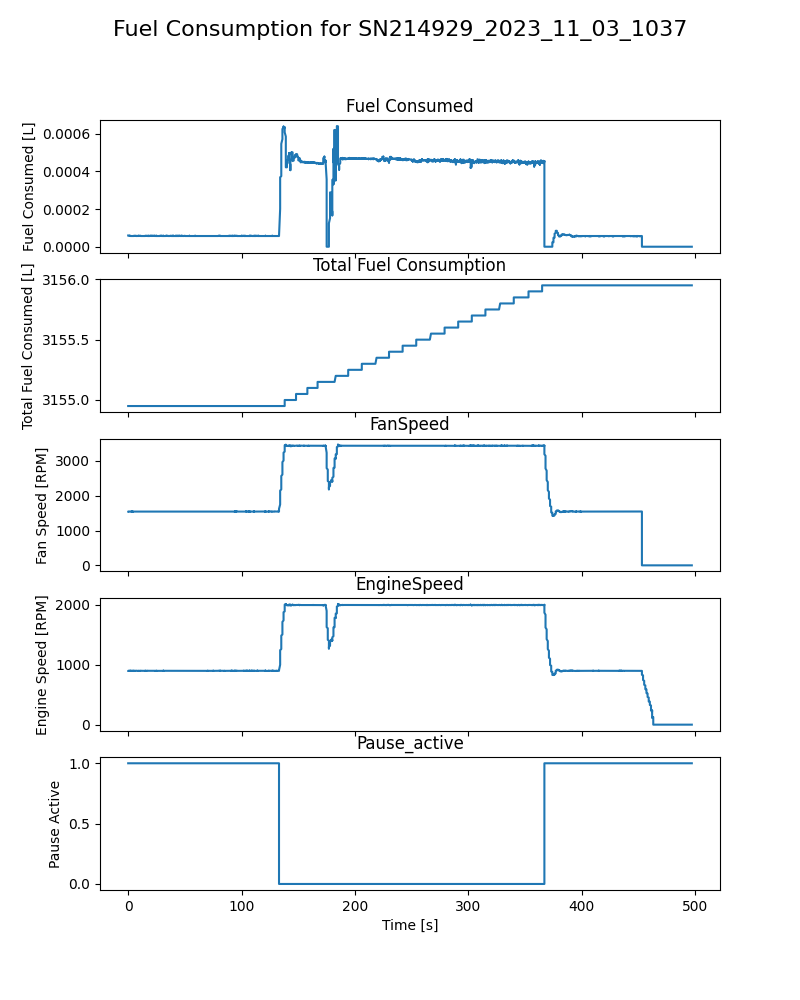 Fuel Consumption for SN214929_2023_11_03_1037
Fuel Consumed
Fuel Consumed [L]
0.0006
0.0004
0.0002
0.0000
Total Fuel Consumption
Total Fuel Consumed [L]
3156.0
3155.5
3155.0
FanSpeed
Fan Speed [RPM]
3000
2000
1000
0
EngineSpeed
Engine Speed [RPM]
2000
1000
0
Pause_active
Pause Active
1.0
0.5
0.0
0 100 200 300 400 500
Time [s]